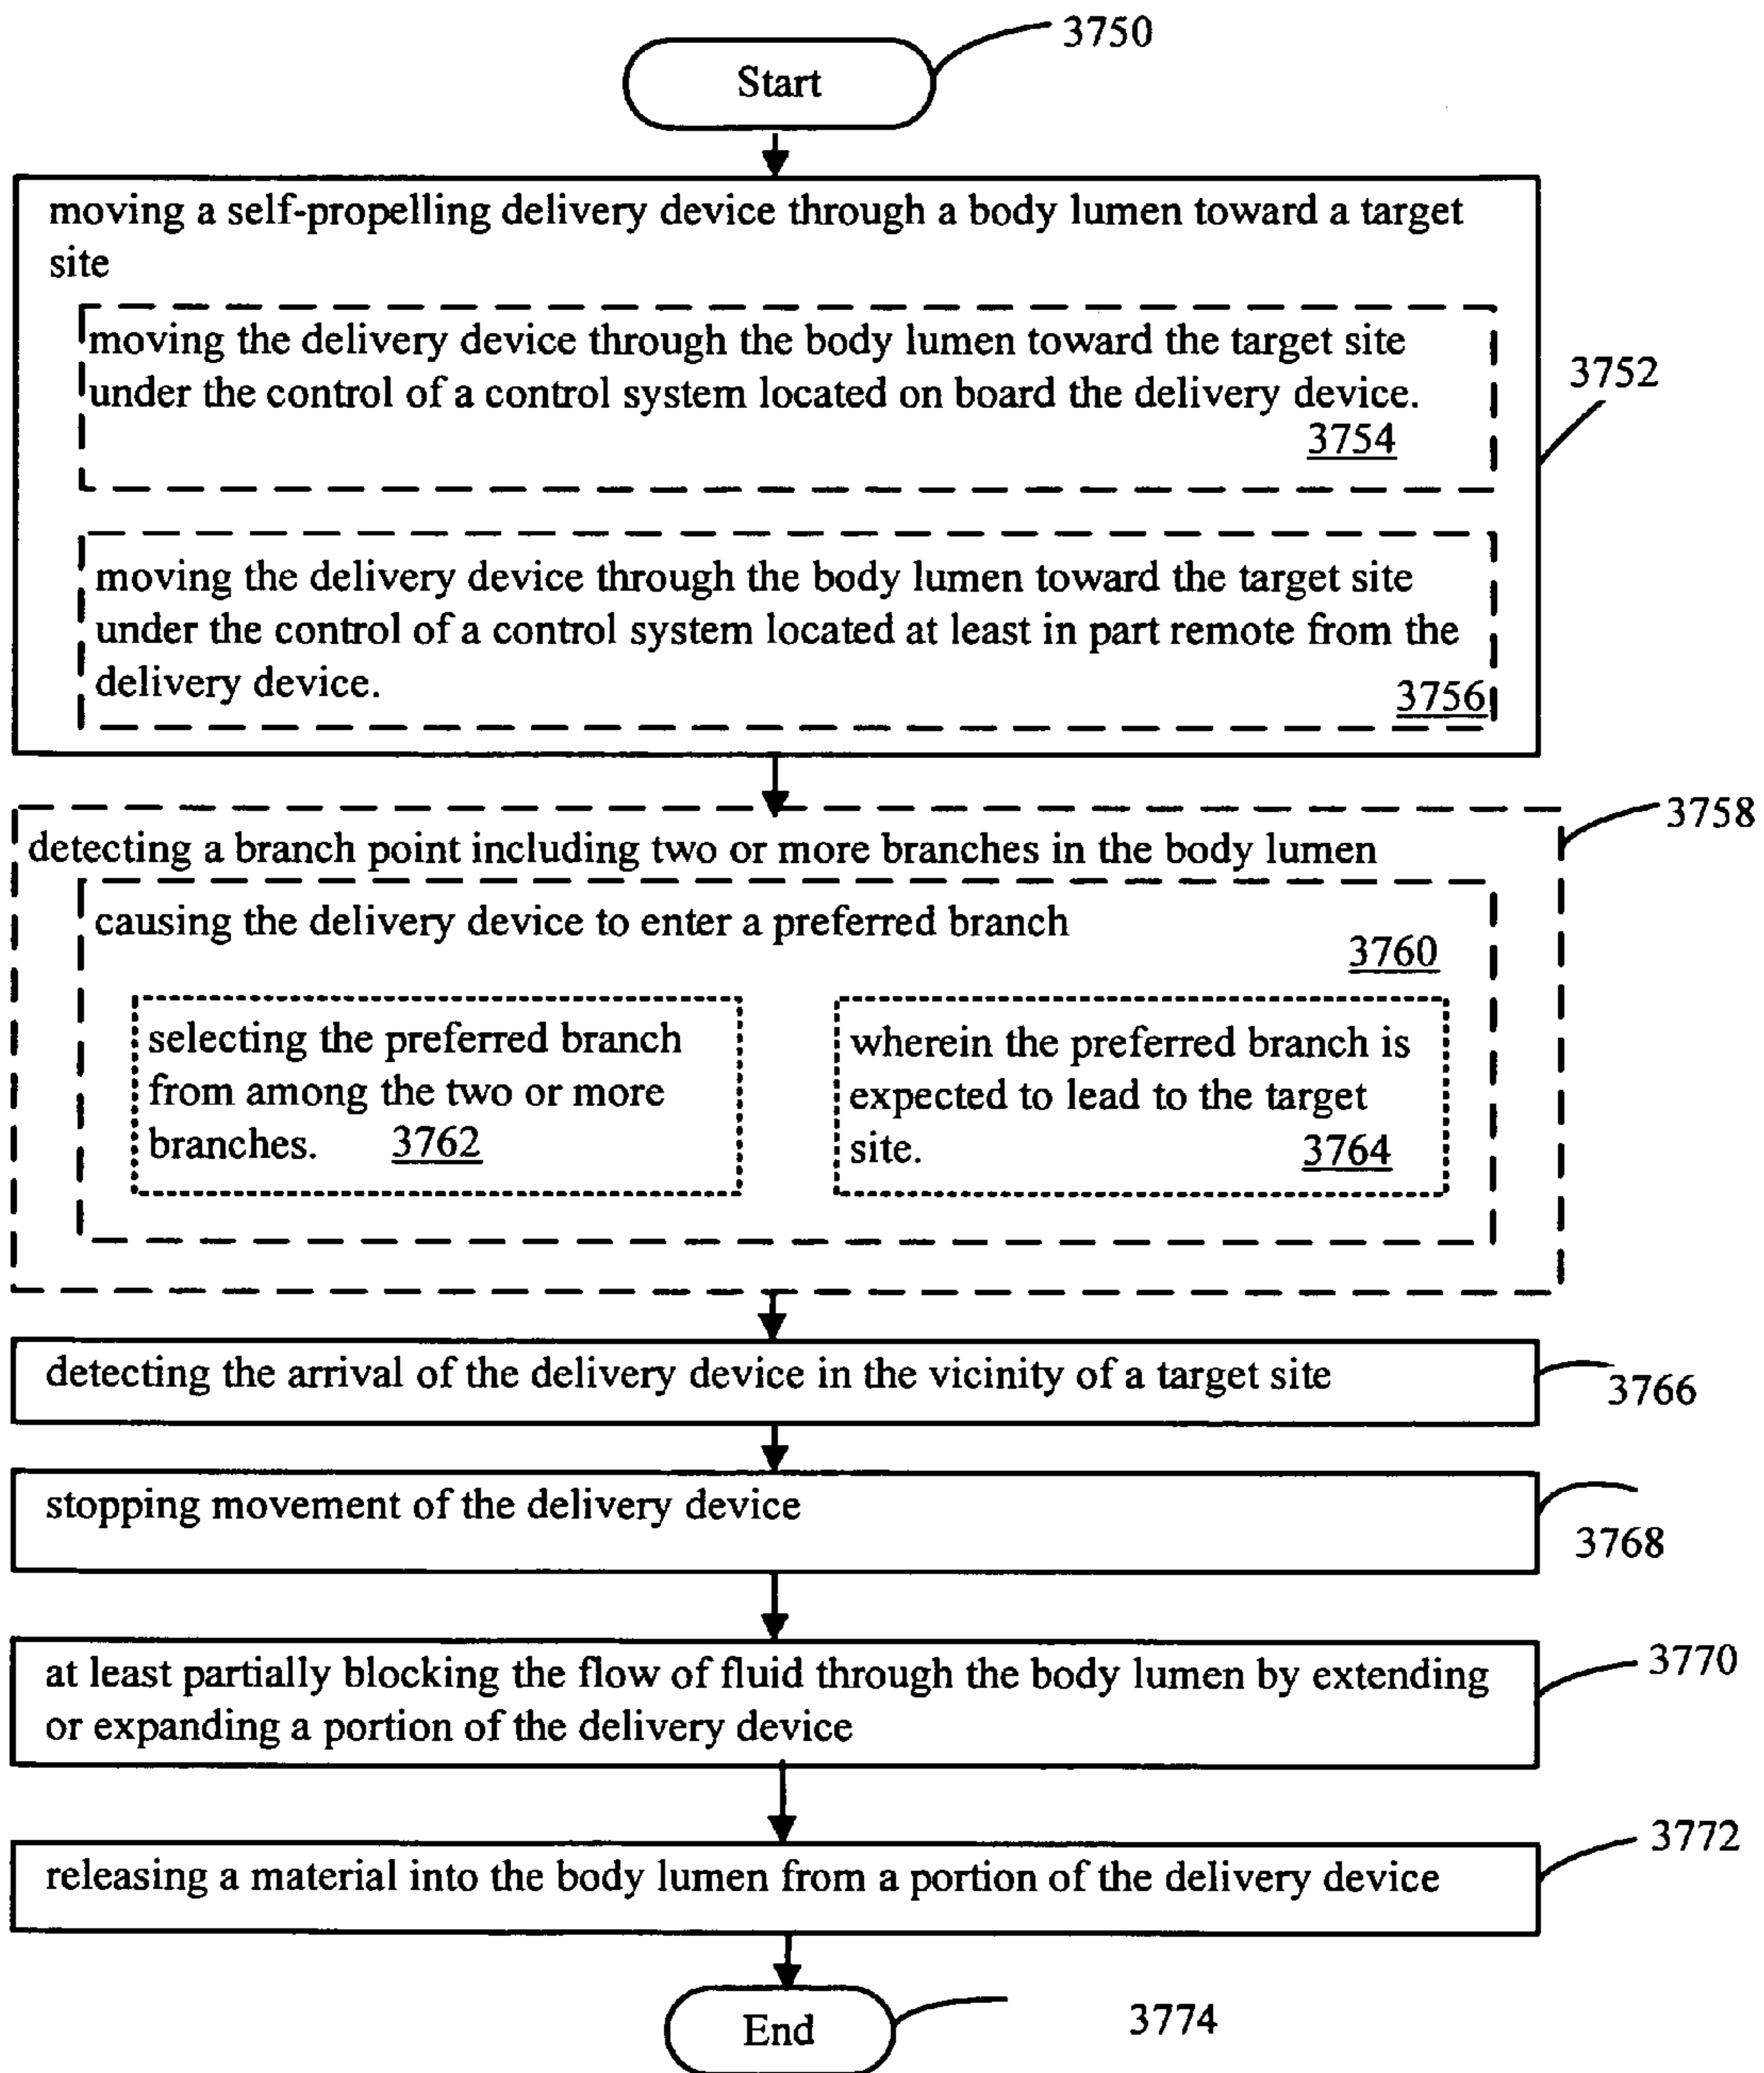 3750
Start
moving a self-propelling delivery device through a body lumen toward a target
site
moving the delivery device through the body lumen toward the target site
under the control of a control system located on board the delivery device.
3754
3752
moving the delivery device through the body lumen toward the target site
under the control of a control system located at least in part remote from the
delivery device.
3756
3758
detecting a branch point including two or more branches in the body lumen
causing the delivery device to enter a preferred branch
3760
selecting the preferred branch
from among the two or more
branches. 3762
wherein the preferred branch is
expected to lead to the target
site. 3764
detecting the arrival of the delivery device in the vicinity of a target site
3766
stopping movement of the delivery device
3768
at least partially blocking the flow of fluid through the body lumen by extending
or expanding a portion of the delivery device
3770
releasing a material into the body lumen from a portion of the delivery device
3772
End
3774